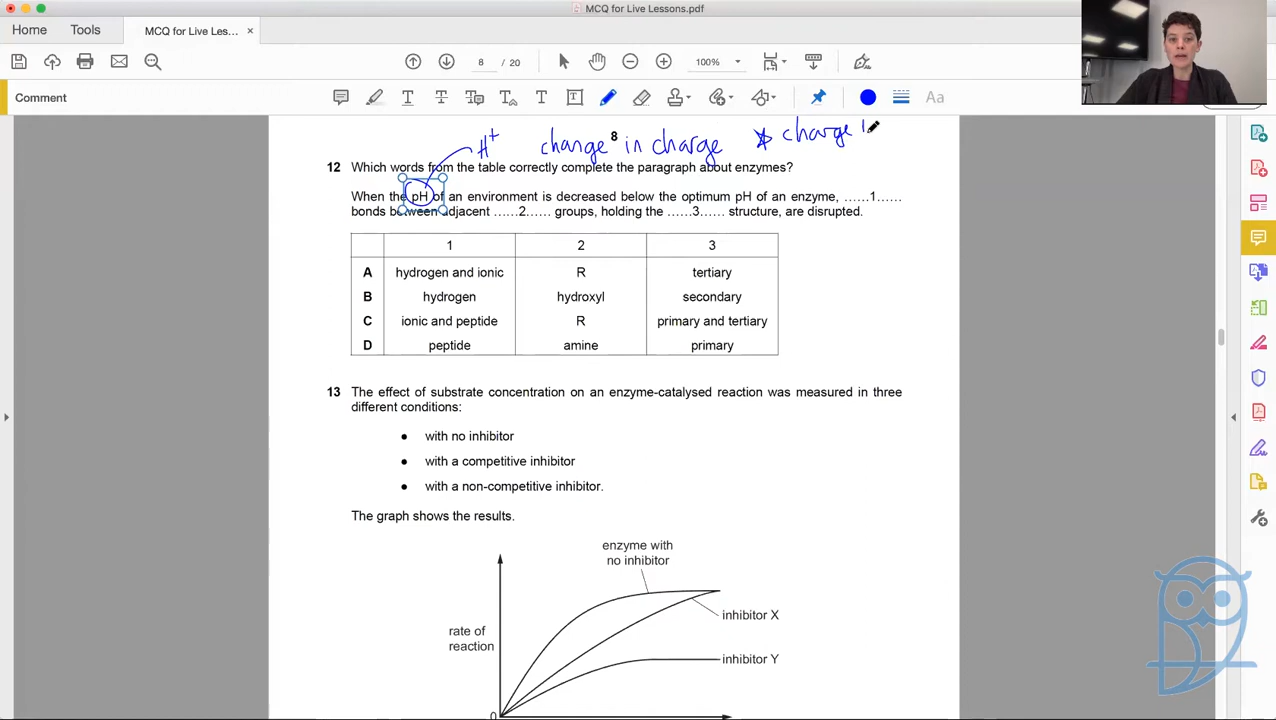 MCQ for Live Lessons.pdf
Home Tools MCQ for Live Les... ×
8 / 20 100%
Comment Aa
8
H+ change in charge * charge
12 Which words from the table correctly complete the paragraph about enzymes?
When the pH of an environment is decreased below the optimum pH of an enzyme, ......1......
bonds between adjacent ......2...... groups, holding the ......3...... structure, are disrupted.
1 2 3
A hydrogen and ionic R tertiary
B hydrogen hydroxyl secondary
C ionic and peptide R primary and tertiary
D peptide amine primary
13 The effect of substrate concentration on an enzyme-catalysed reaction was measured in three
different conditions:
● with no inhibitor
● with a competitive inhibitor
● with a non-competitive inhibitor.
The graph shows the results.
enzyme with
no inhibitor
inhibitor X
rate of
reaction
inhibitor Y
0